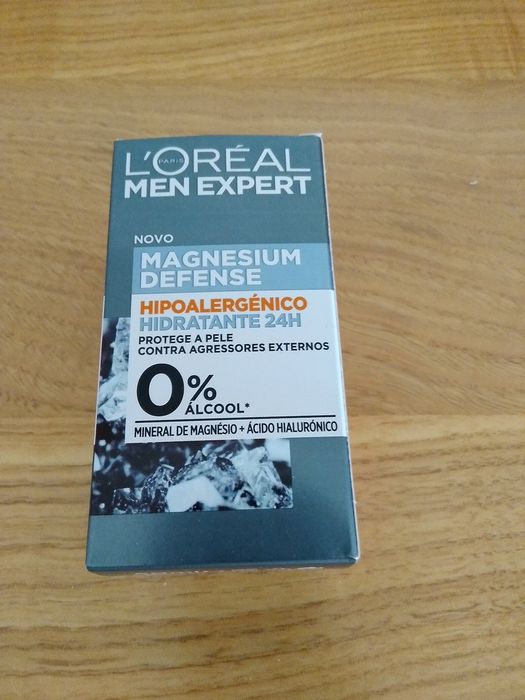 L'ORÉAL
PARIS
MEN EXPERT
NOVO
MAGNESIUM
DEFENSE
HIPOALERGÉNICO
HIDRATANTE 24H
PROTEGE A PELE
CONTRA AGRESSORES EXTERNOS
0%
ÁLCOOL*
MINERAL DE MAGNÉSIO + ÁCIDO HIALURÓNICO